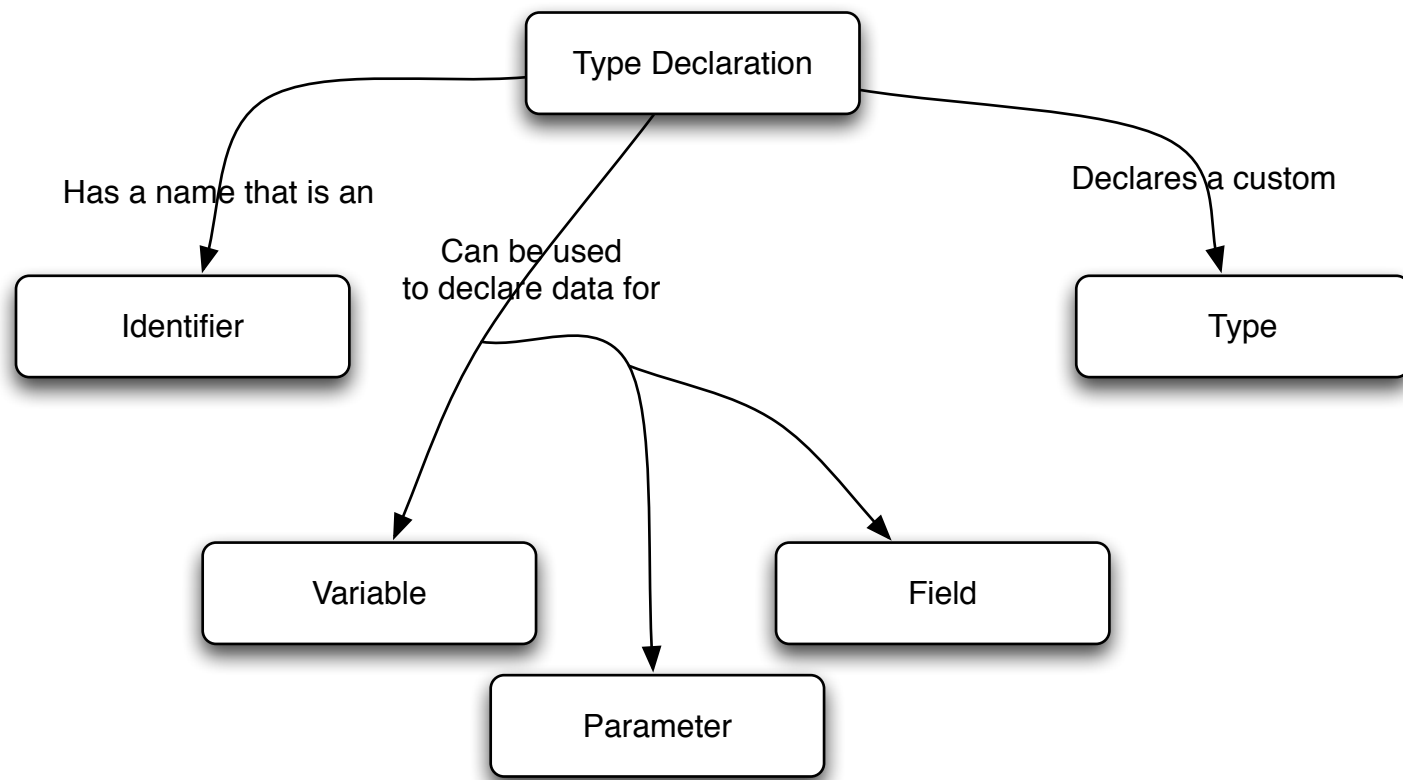 Type Declaration
Has a name that is an
Declares a custom
Can be used
to declare data for
Identifier
Type
Variable
Field
Parameter